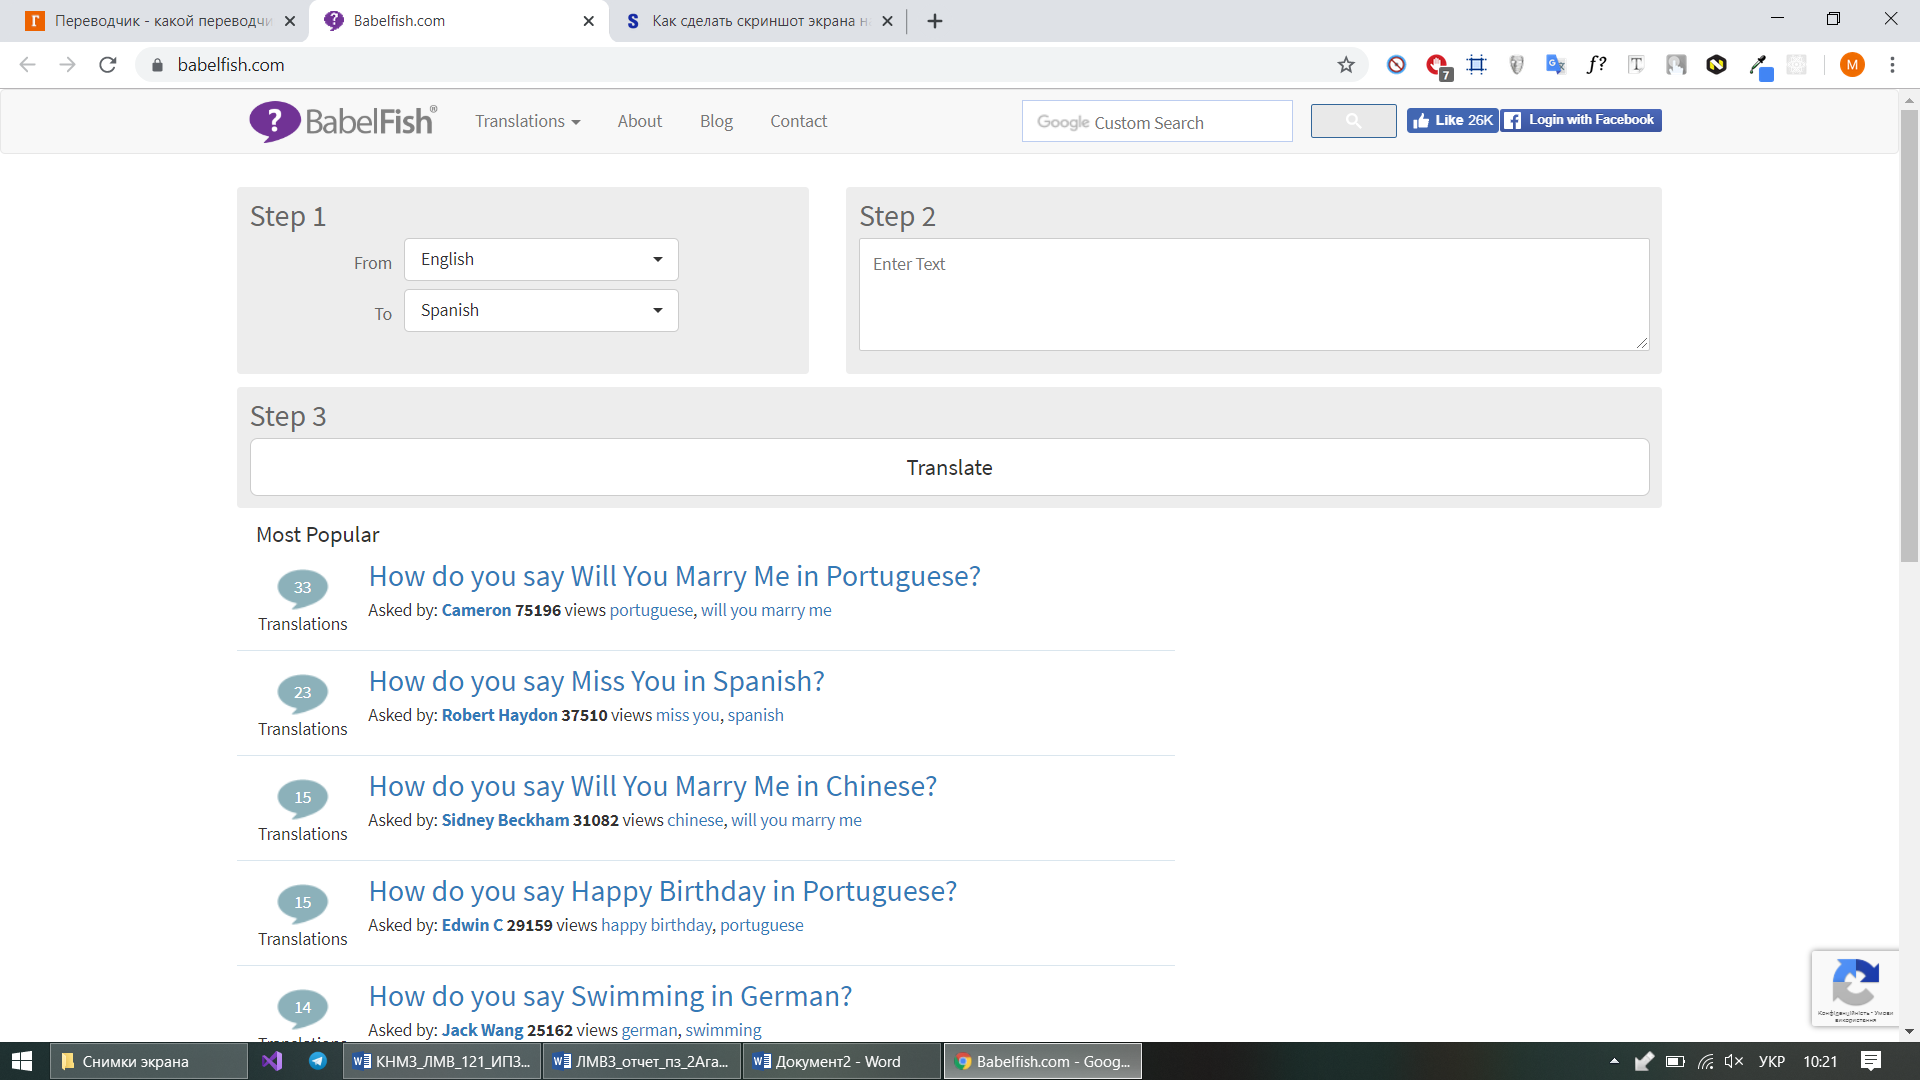 Переводчик - какой переводчи
Babelfish.com
Как сделать скриншот экрана н
babelfish.com
7
f?
T
N
M
BabelFish®
Translations
About
Blog
Contact
Google Custom Search
Like 26K
Login with Facebook
Step 1
From
English
To
Spanish
Step 2
Enter Text
Step 3
Translate
Most Popular
33
Translations
How do you say Will You Marry Me in Portuguese?
Asked by: Cameron 75196 views portuguese, will you marry me
23
Translations
How do you say Miss You in Spanish?
Asked by: Robert Haydon 37510 views miss you, spanish
15
Translations
How do you say Will You Marry Me in Chinese?
Asked by: Sidney Beckham 31082 views chinese, will you marry me
15
Translations
How do you say Happy Birthday in Portuguese?
Asked by: Edwin C 29159 views happy birthday, portuguese
14
Translations
How do you say Swimming in German?
Asked by: Jack Wang 25162 views german, swimming
Конфіденційність - Умови
використання
Снимки экрана
КНМЗ_ЛМВ_121_ИПЗ...
ЛМВЗ_отчет_пз_2Ага...
Документ2 - Word
Babelfish.com - Goog...
УКР
10:21